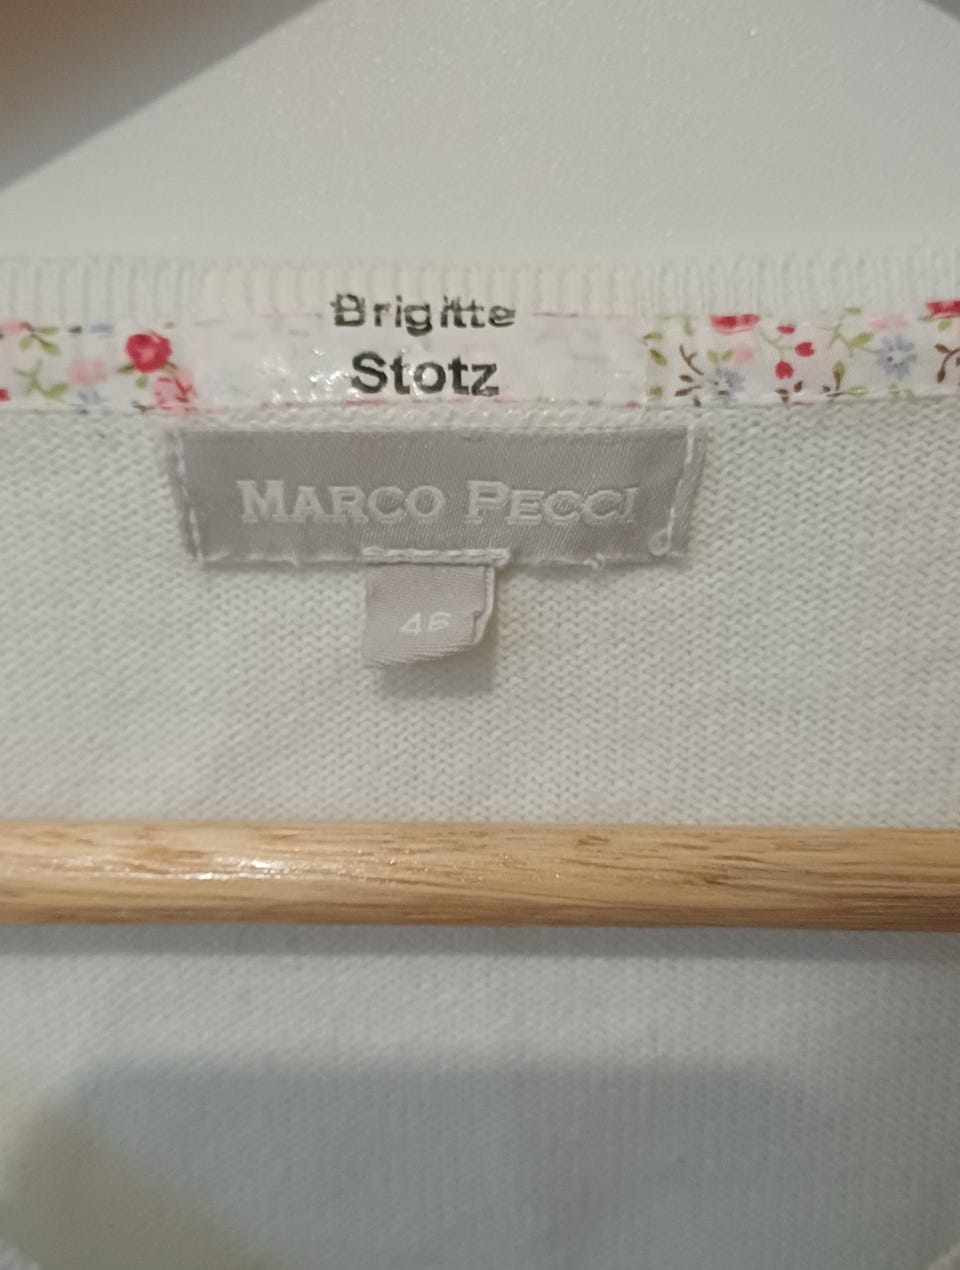 Brigitte
Stotz
MARCO PECCI
46